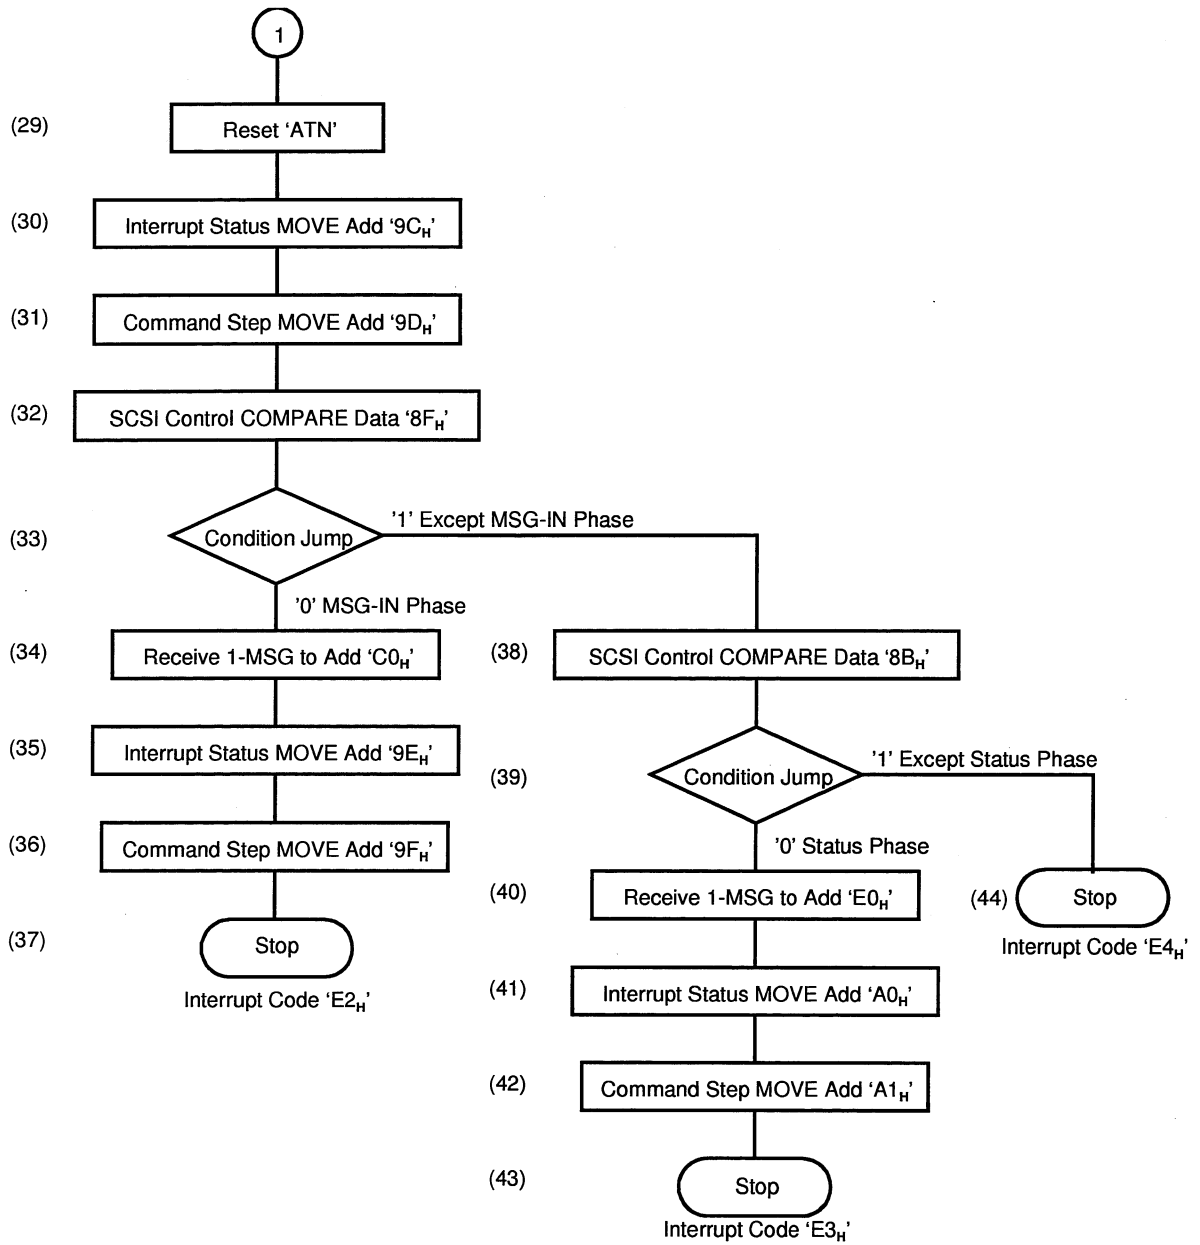 1
(29)
Reset ‘ATN’
(30)
Interrupt Status MOVE Add ‘9CH’
(31)
Command Step MOVE Add ‘9DH’
(32)
SCSI Control COMPARE Data ‘8FH’
(33)
Condition Jump
'1' Except MSG-IN Phase
'0' MSG-IN Phase
(34)
Receive 1-MSG to Add ‘C0H’
(35)
Interrupt Status MOVE Add ‘9EH’
(36)
Command Step MOVE Add ‘9FH’
(37)
Stop
Interrupt Code ‘E2H’
(38)
SCSI Control COMPARE Data ‘8BH’
(39)
Condition Jump
'1' Except Status Phase
'0' Status Phase
(40)
Receive 1-MSG to Add ‘E0H’
(44)
Stop
Interrupt Code ‘E4H’
(41)
Interrupt Status MOVE Add ‘A0H’
(42)
Command Step MOVE Add ‘A1H’
(43)
Stop
Interrupt Code ‘E3H’